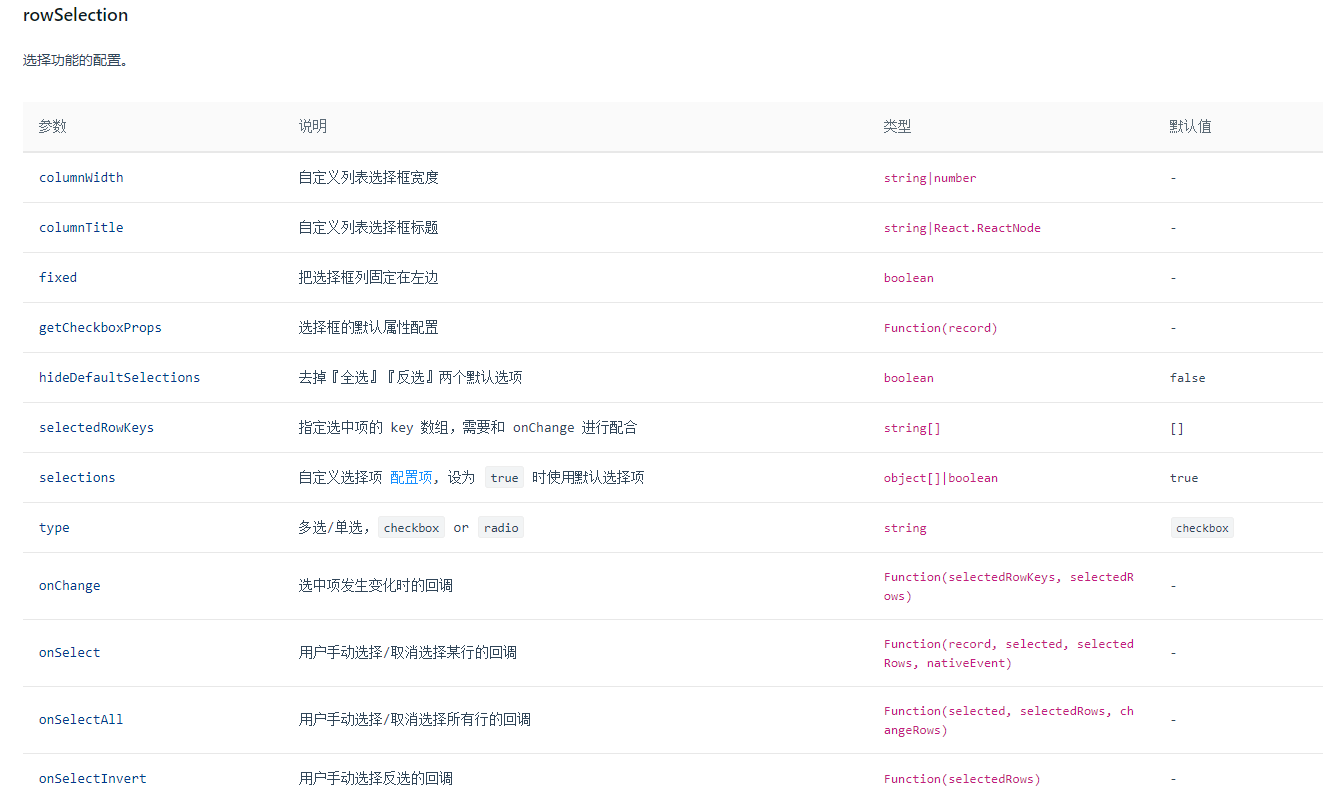 rowSelection
选择功能的配置。
参数 说明 类型 默认值
columnWidth 自定义列表选择框宽度 string|number -
columnTitle 自定义列表选择框标题 string|React.ReactNode -
fixed 把选择框列固定在左边 boolean -
getCheckboxProps 选择框的默认属性配置 Function(record) -
hideDefaultSelections 去掉『全选』『反选』两个默认选项 boolean false
selectedRowKeys 指定选中项的 key 数组，需要和 onChange 进行配合 string[] []
selections 自定义选择项 配置项, 设为 true 时使用默认选择项 object[]|boolean true
type 多选/单选，checkbox or radio string checkbox
onChange 选中项发生变化时的回调 Function(selectedRowKeys, selectedR -
ows)
onSelect 用户手动选择/取消选择某行的回调 Function(record, selected, selected -
Rows, nativeEvent)
onSelectAll 用户手动选择/取消选择所有行的回调 Function(selected, selectedRows, ch -
angeRows)
onSelectInvert 用户手动选择反选的回调 Function(selectedRows) -